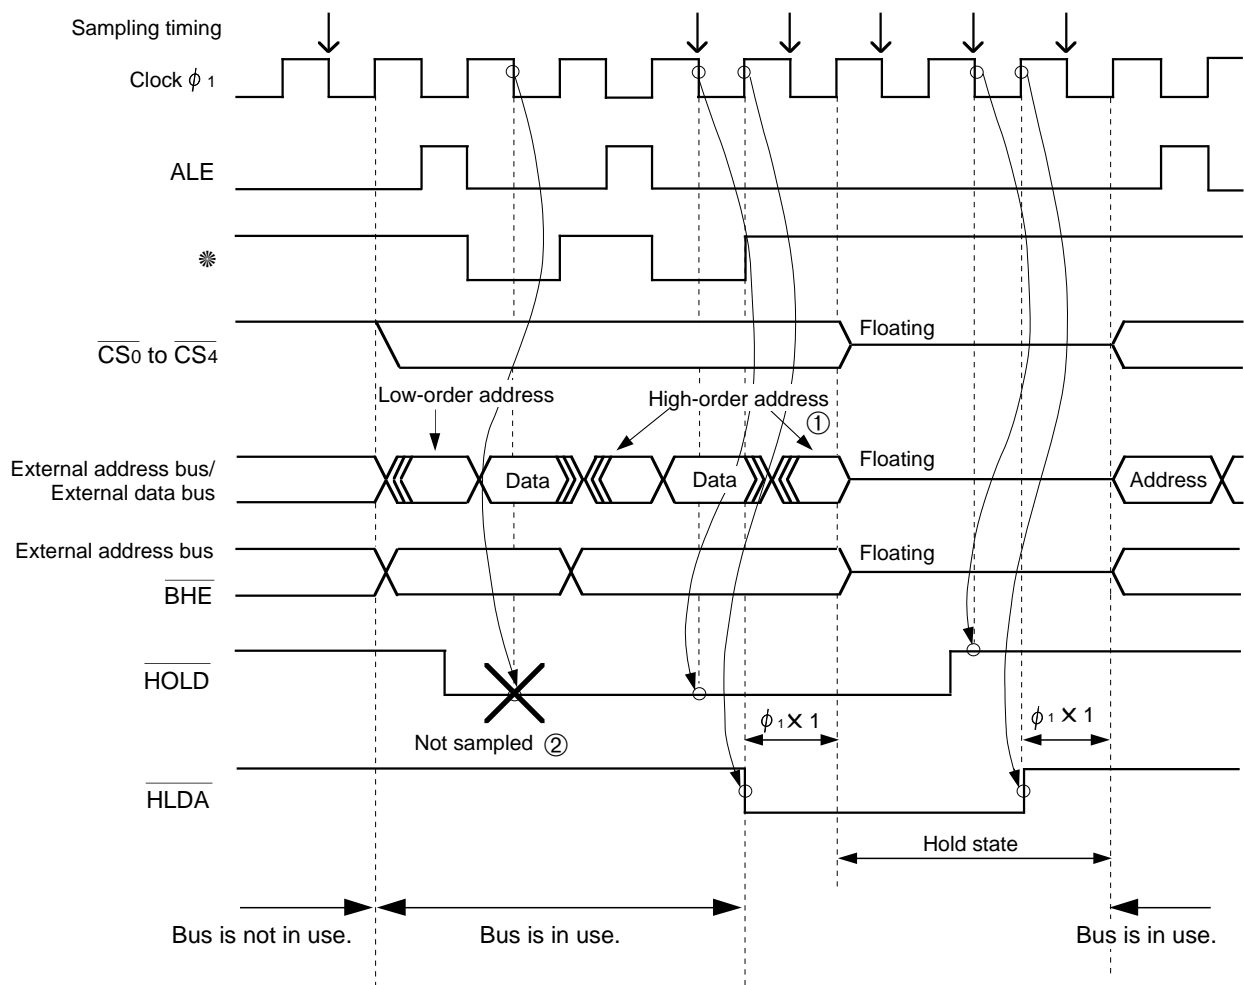 Sampling timing
Clock ϕ 1
ALE
CS0 to CS4
Floating
Low-order address
High-order address
①
External address bus/
External data bus
Data
Data
Floating
Address
External address bus
BHE
Floating
HOLD
Not sampled ②
ϕ 1 × 1
ϕ 1 × 1
HLDA
Hold state
Bus is not in use.
Bus is in use.
Bus is in use.